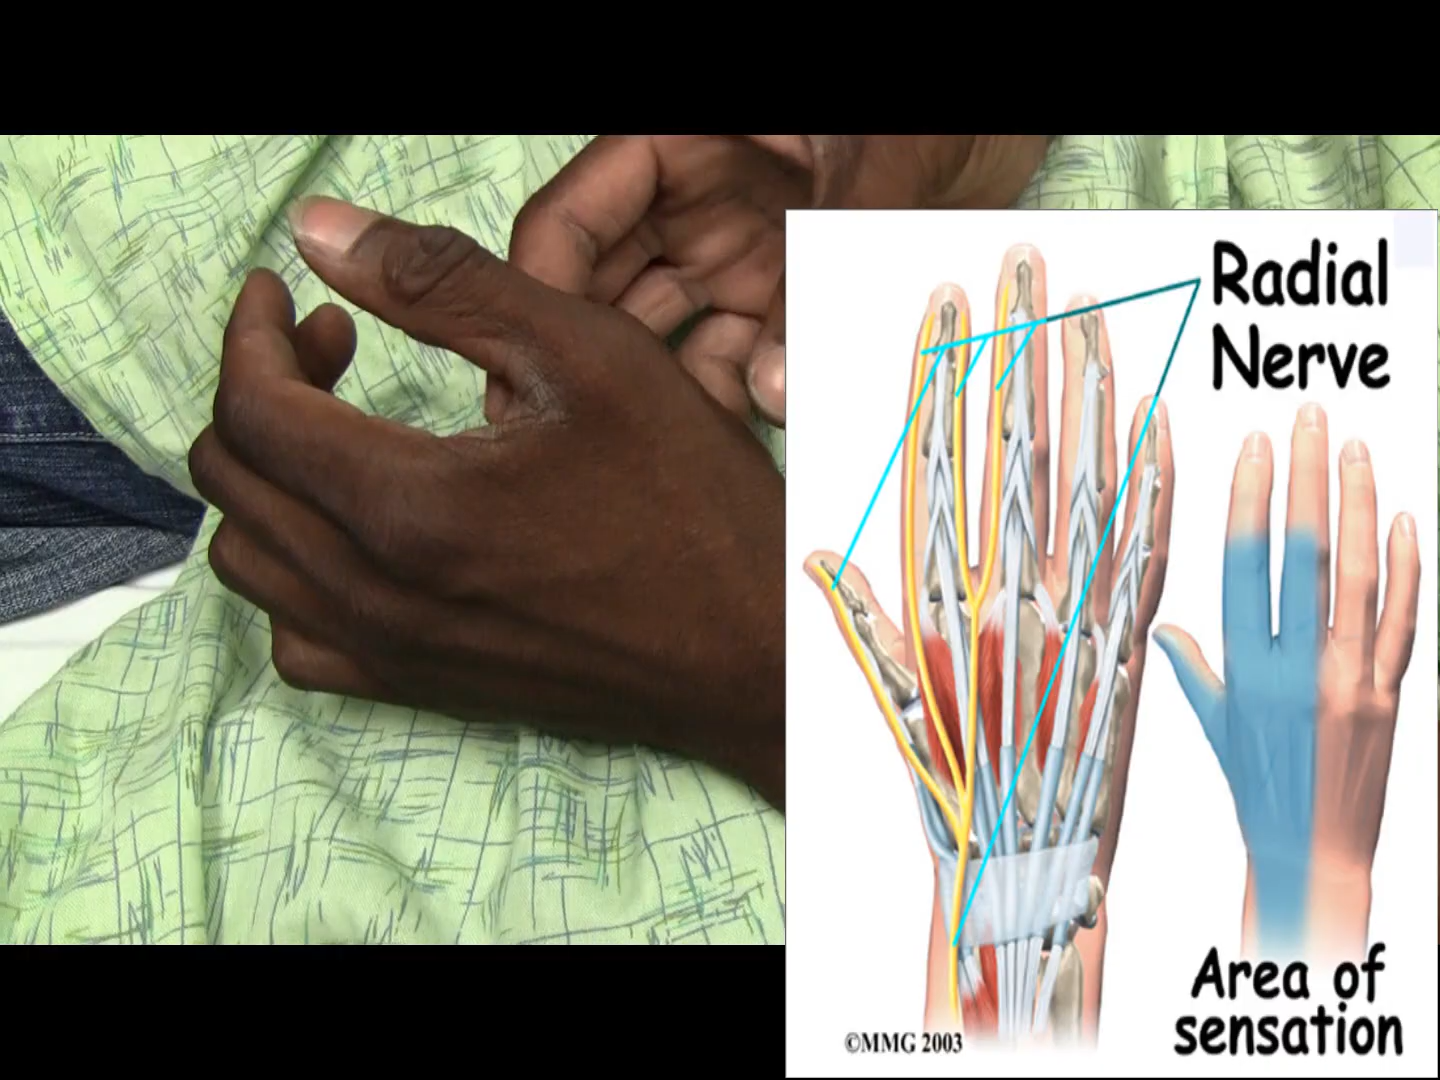 Radial
Nerve
Area of
sensation
©MMG 2003